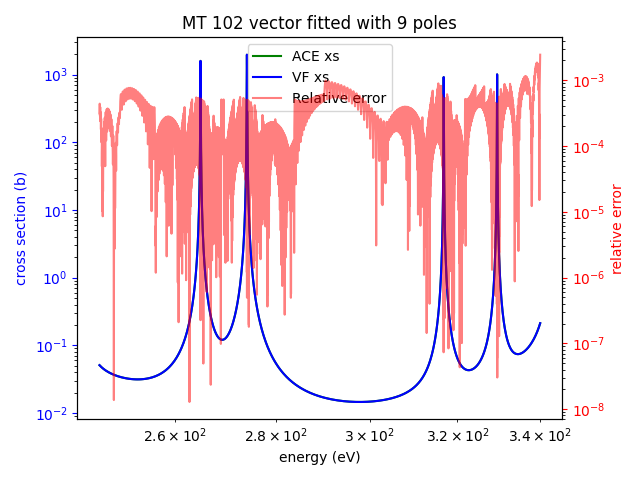 MT 102 vector fitted with 9 poles
ACE xs
VF xs
Relative error
10³
10²
10¹
10⁰
10⁻¹
10⁻²
cross section (b)
10⁻³
10⁻⁴
10⁻⁵
10⁻⁶
10⁻⁷
10⁻⁸
relative error
2.6 × 10² 2.8 × 10² 3 × 10² 3.2 × 10² 3.4 × 10²
energy (eV)